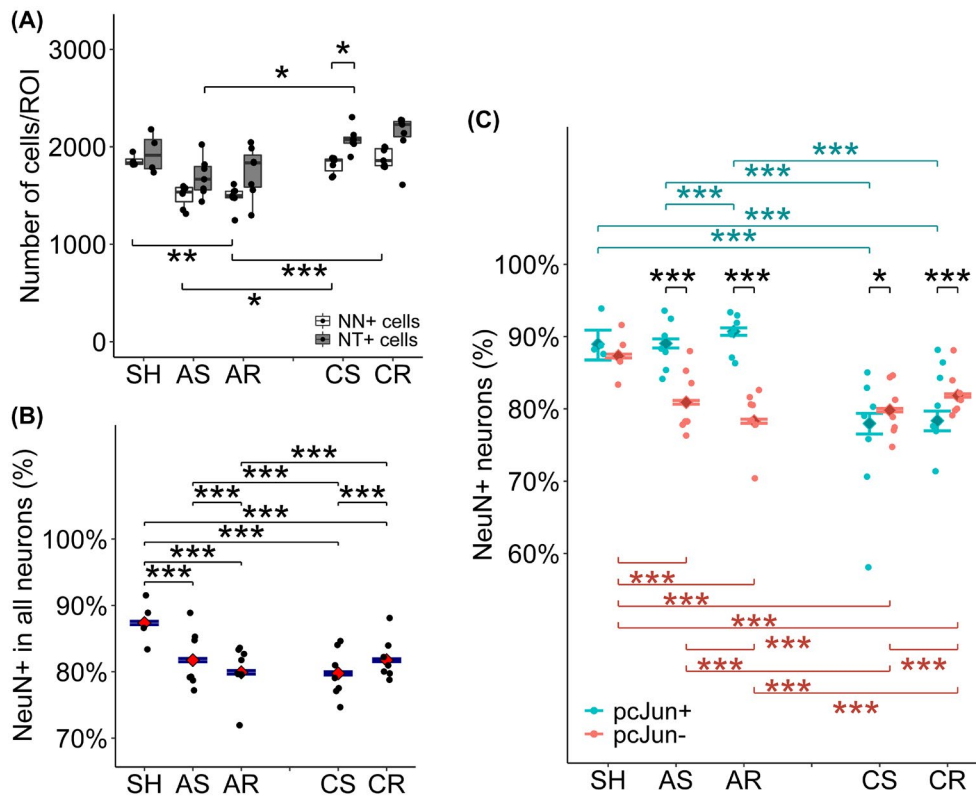 (A)
Number of cells/ROI
3000
2000
1000
0
*
*
**
***
*
NN+ cells
NT+ cells
SH AS AR CS CR
(B)
NeuN+ in all neurons (%)
100%
90%
80%
70%
***
***
***
***
***
***
***
***
SH AS AR CS CR
(C)
NeuN+ neurons (%)
100%
90%
80%
70%
60%
***
***
***
***
***
*** *** * ***
***
***
***
***
***
***
***
***
pcJun+
pcJun-
SH AS AR CS CR